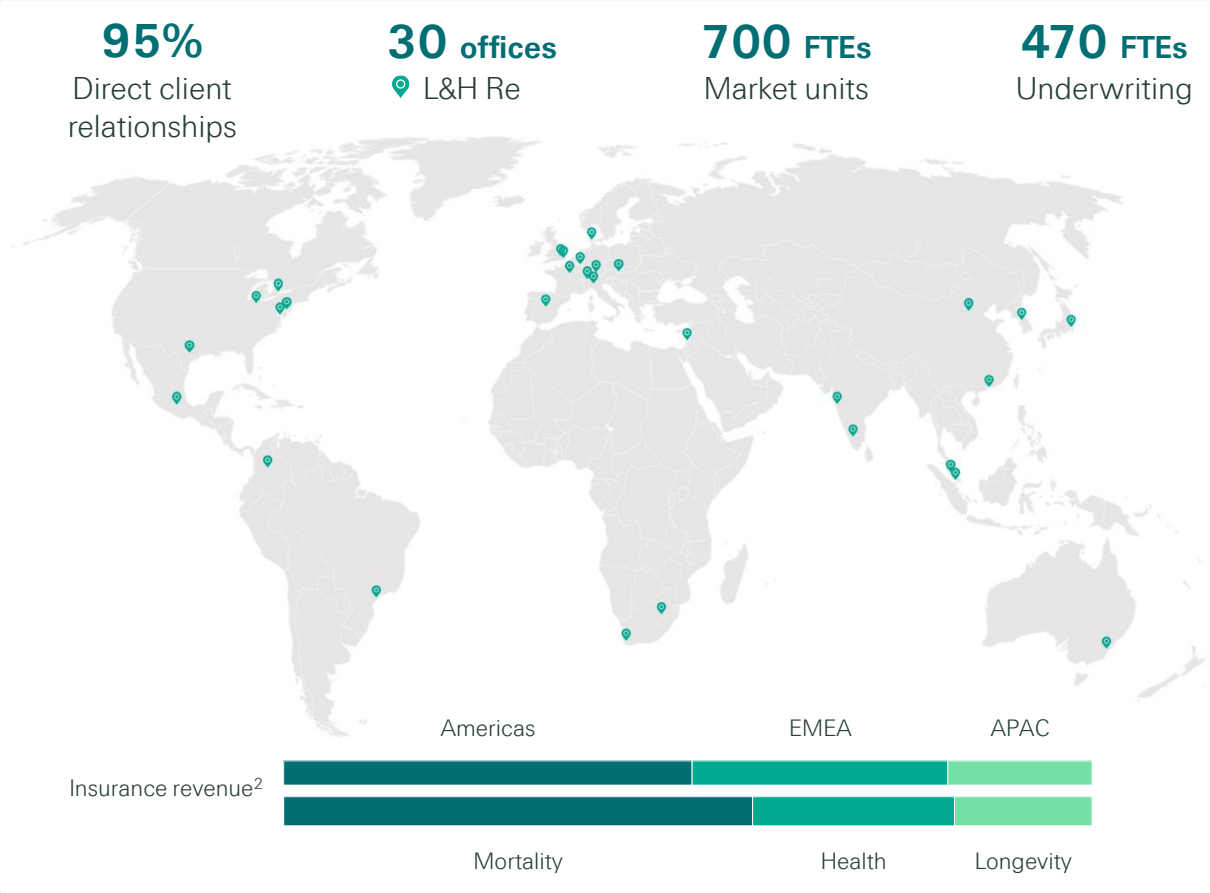 95%
Direct client
relationships
30 offices
L&H Re
700 FTEs
Market units
470 FTEs
Underwriting
Americas
EMEA
APAC
Insurance revenue2
Mortality
Health
Longevity